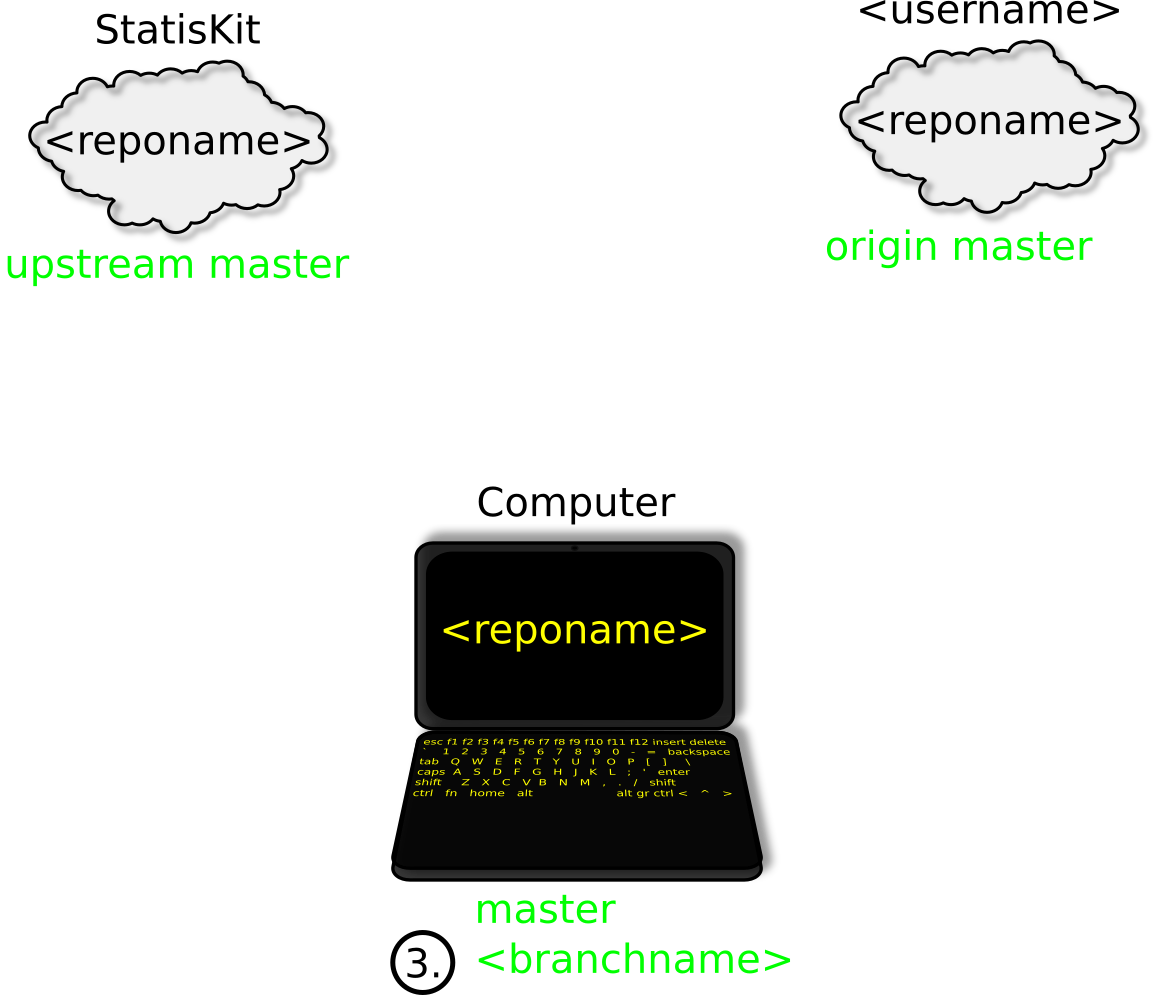 StatisKit
<username>
<reponame>
<reponame>
upstream master
origin master
Computer
<reponame>
esc f1 f2 f3 f4 f5 f6 f7 f8 f9 f10 f11 f12 insert delete
` 1 2 3 4 5 6 7 8 9 0 - = backspace
tab Q W E R T Y U I O P [ ] \
caps A S D F G H J K L ; ' enter
shift Z X C V B N M , . / shift
ctrl fn home alt alt gr ctrl < ^ >
master
3. <branchname>